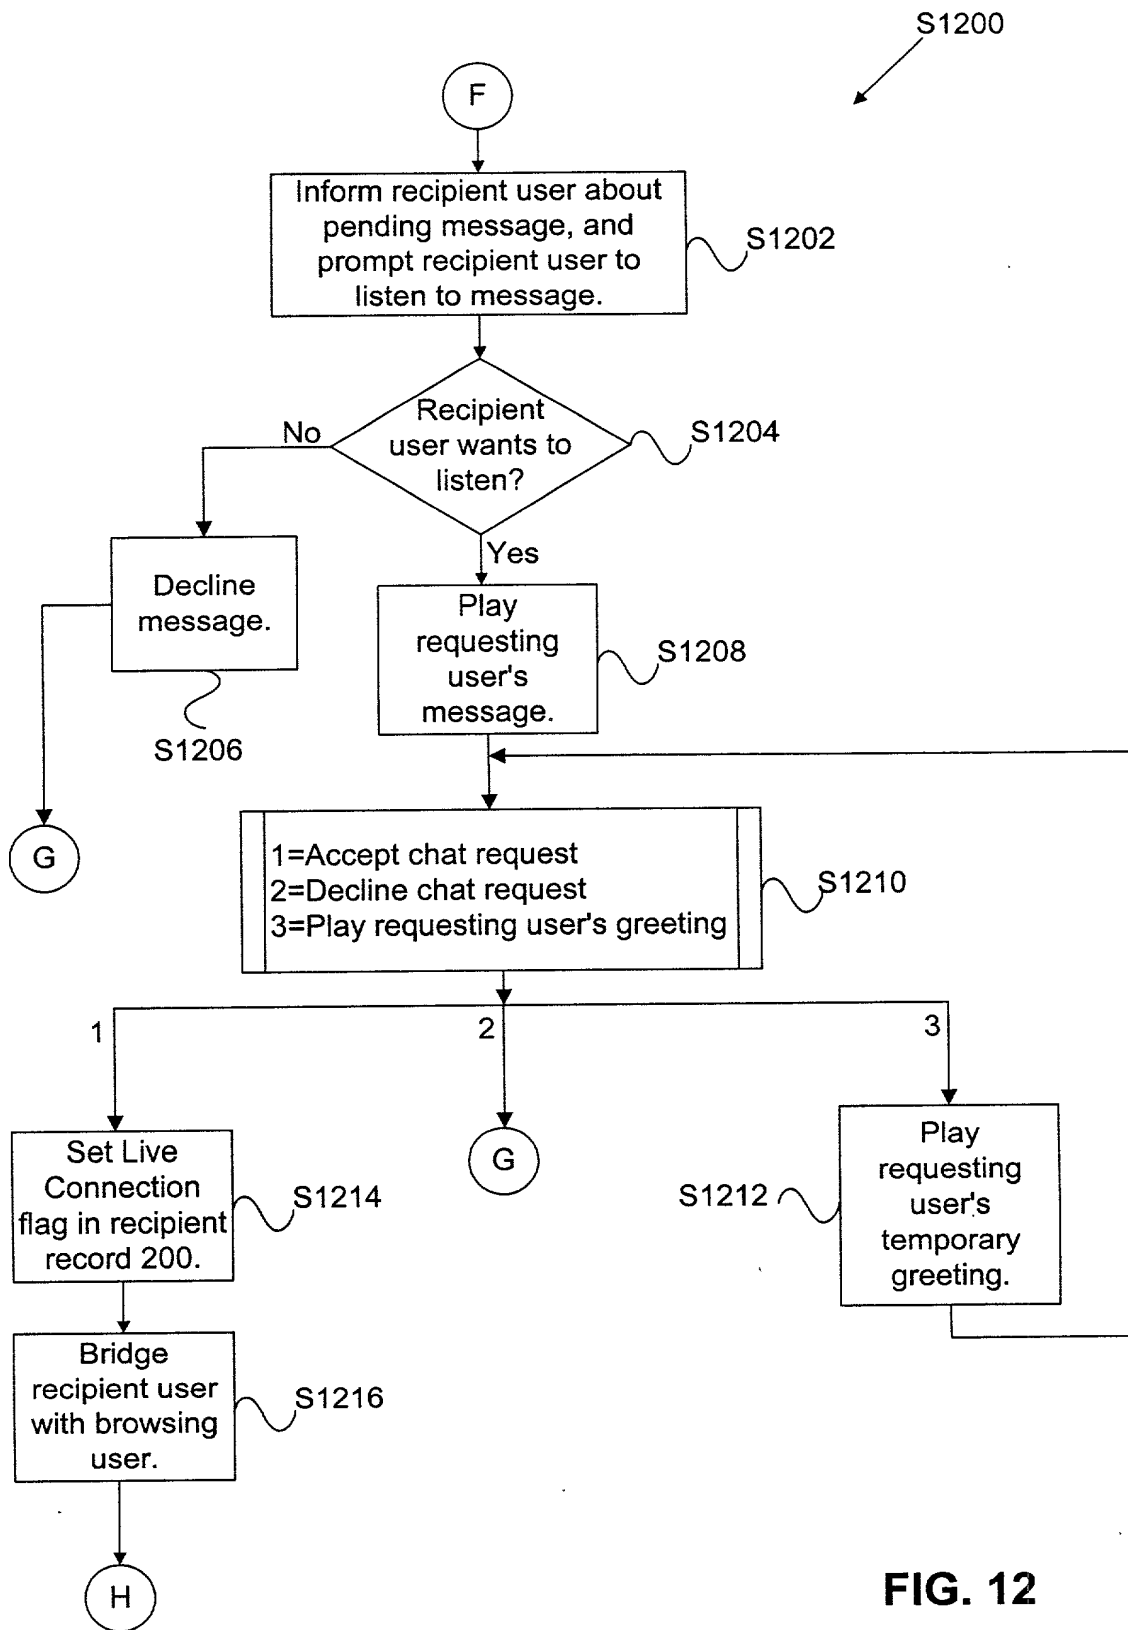 S1200
F
Inform recipient user about
pending message, and
prompt recipient user to
listen to message.
S1202
Recipient
user wants to
listen?
S1204
No
Yes
Decline
message.
S1206
Play
requesting
user's
message.
S1208
G
1=Accept chat request
2=Decline chat request
3=Play requesting user's greeting
S1210
1
2
3
Set Live
Connection
flag in recipient
record 200.
S1214
G
S1212
Play
requesting
user's
temporary
greeting.
Bridge
recipient user
with browsing
user.
S1216
H
FIG. 12